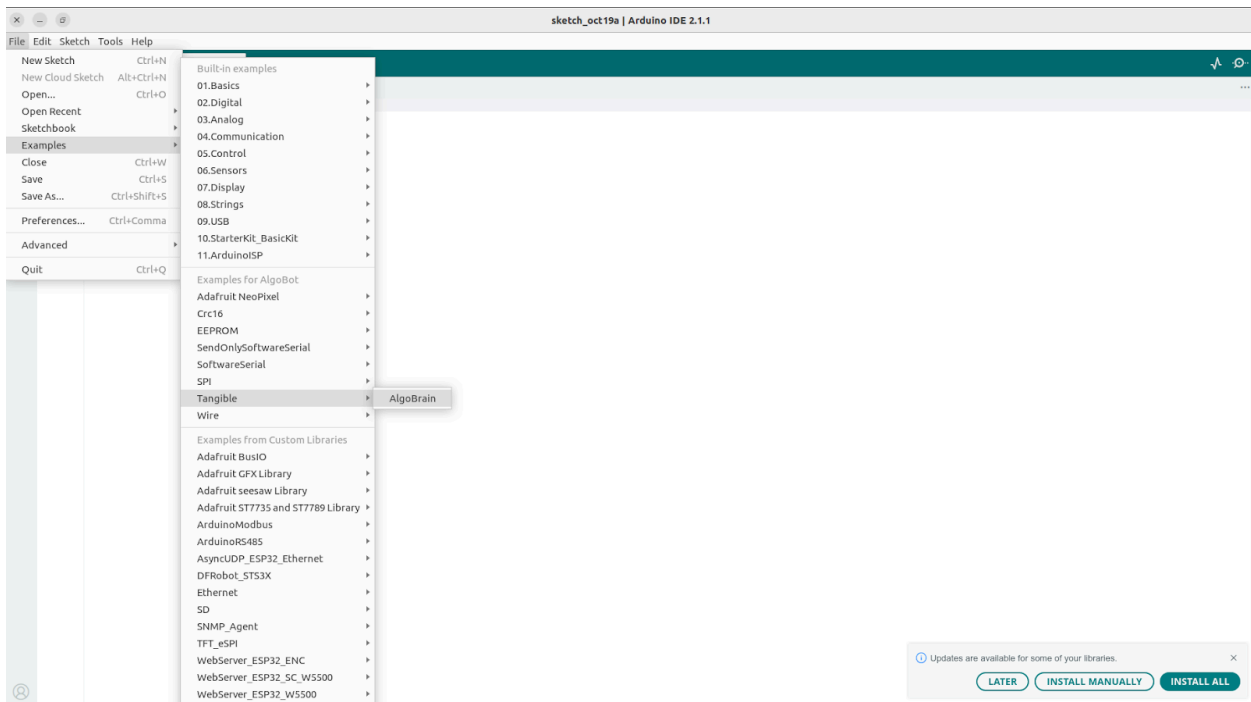 sketch_oct19a | Arduino IDE 2.1.1
File Edit Sketch Tools Help
New Sketch Ctrl+N
New Cloud Sketch Alt+Ctrl+N
Open... Ctrl+O
Open Recent
Sketchbook
Examples
Close Ctrl+W
Save Ctrl+S
Save As... Ctrl+Shift+S
Preferences... Ctrl+Comma
Advanced
Quit Ctrl+Q
Built-in examples
01.Basics
02.Digital
03.Analog
04.Communication
05.Control
06.Sensors
07.Display
08.Strings
09.USB
10.StarterKit_BasicKit
11.ArduinoISP
Examples for AlgoBot
Adafruit NeoPixel
Crc16
EEPROM
SendOnlySoftwareSerial
SoftwareSerial
SPI
Tangible
Wire
AlgoBrain
Examples from Custom Libraries
Adafruit BusIO
Adafruit GFX Library
Adafruit seesaw Library
Adafruit ST7735 and ST7789 Library
ArduinoModbus
ArduinoRS485
AsyncUDP_ESP32_Ethernet
DFRobot_STS3X
Ethernet
SD
SNMP_Agent
TFT_eSPI
WebServer_ESP32_ENC
WebServer_ESP32_SC_W5500
WebServer_ESP32_W5500
Updates are available for some of your libraries.
LATER INSTALL MANUALLY INSTALL ALL